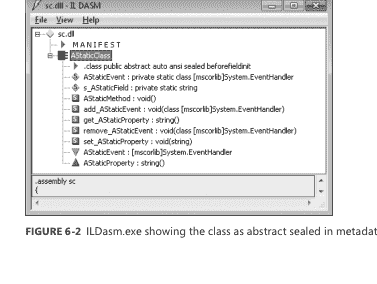 sc.dll - IL DASM
File View Help
sc.dll
MANIFEST
AStaticClass
.class public abstract auto ansi sealed beforefieldinit
AStaticEvent : private static class [mscorlib]System.EventHandler
s_AStaticField : private static string
AStaticMethod : void()
add_AStaticEvent : void(class [mscorlib]System.EventHandler)
get_AStaticProperty : string()
remove_AStaticEvent : void(class [mscorlib]System.EventHandler)
set_AStaticProperty : void(string)
AStaticEvent : [mscorlib]System.EventHandler
AStaticProperty : string()
.assembly sc
{
FIGURE 6-2 ILDasm.exe showing the class as abstract sealed in metadat